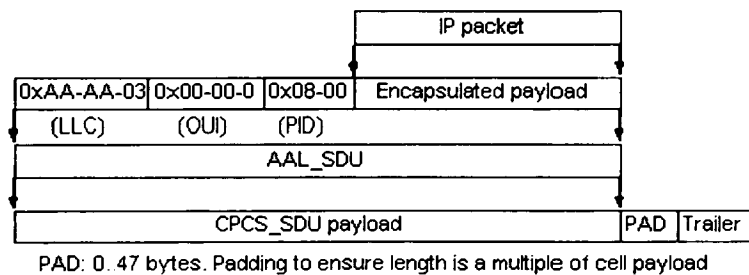 IP packet
0xAA-AA-03 0x00-00-0 0x08-00 Encapsulated payload
(LLC) (OUI) (PID)
AAL_SDU
CPCS_SDU payload PAD Trailer
PAD: 0..47 bytes. Padding to ensure length is a multiple of cell payload